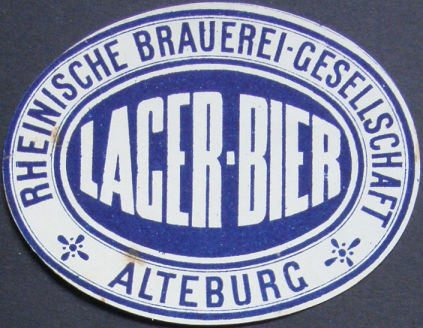 RHEINISCHE BRAUEREI-GESELLSCHAFT
LAGER-BIER
ALTEBURG